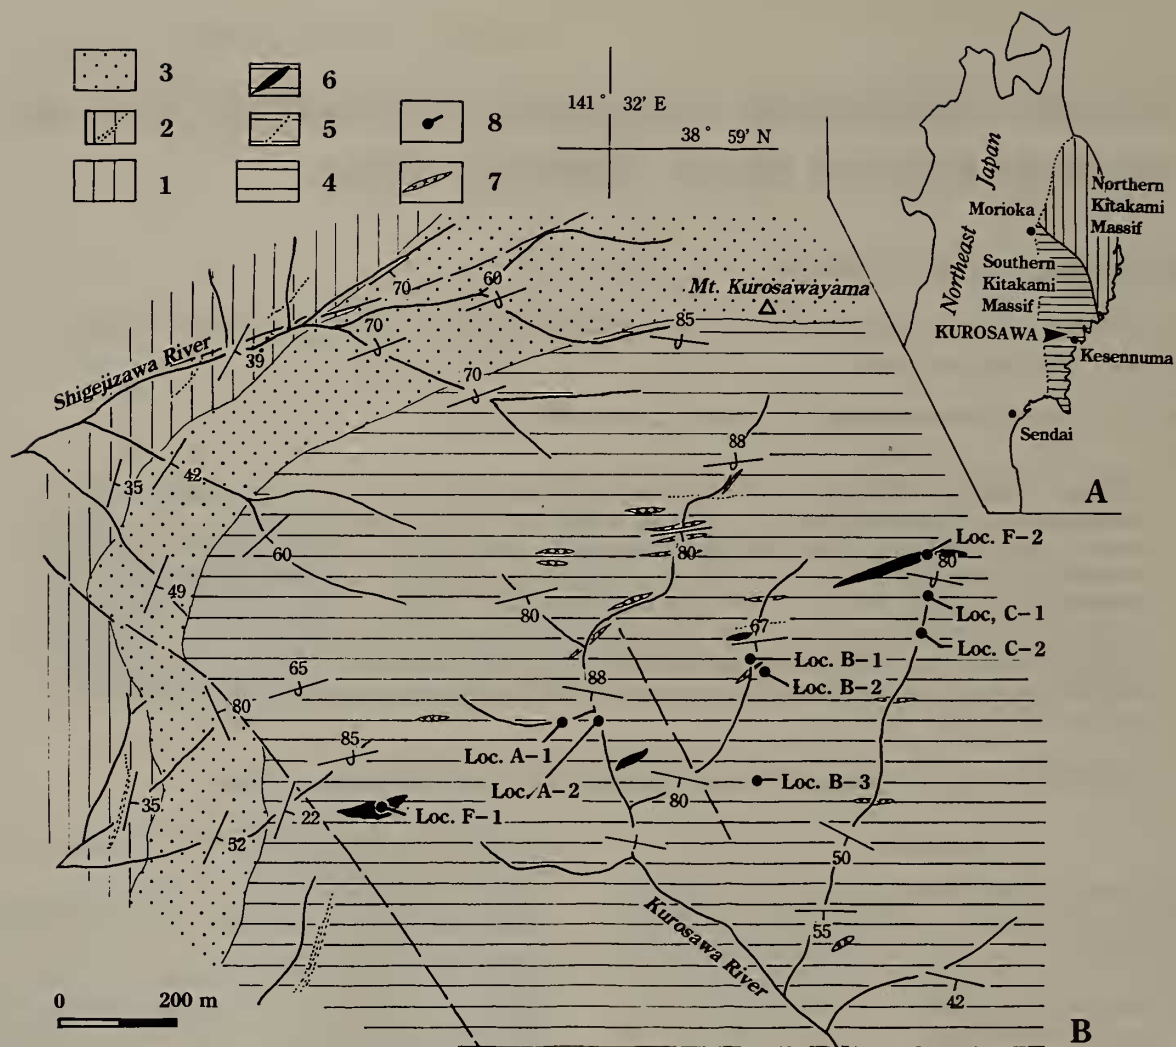 3
6
2
5
8
1
4
7
141° 32' E
38° 59' N
Northeast Japan
Morioka
Northern
Kitakami
Massif
Southern
Kitakami
Massif
KUROSAWA
Kesennuma
Sendai
A
Mt. Kurosawayama
Shigejizawa River
70
60
70
85
39
70
88
35
42
60
80
Loc. F-2
80
49
80
Loc, C-1
67
Loc. C-2
65
Loc. B-1
88
Loc. B-2
80
85
Loc. A-1
Loc. A-2
80
Loc. B-3
35
22
Loc. F-1
52
50
Kurosawa River
55
42
0 200 m
B